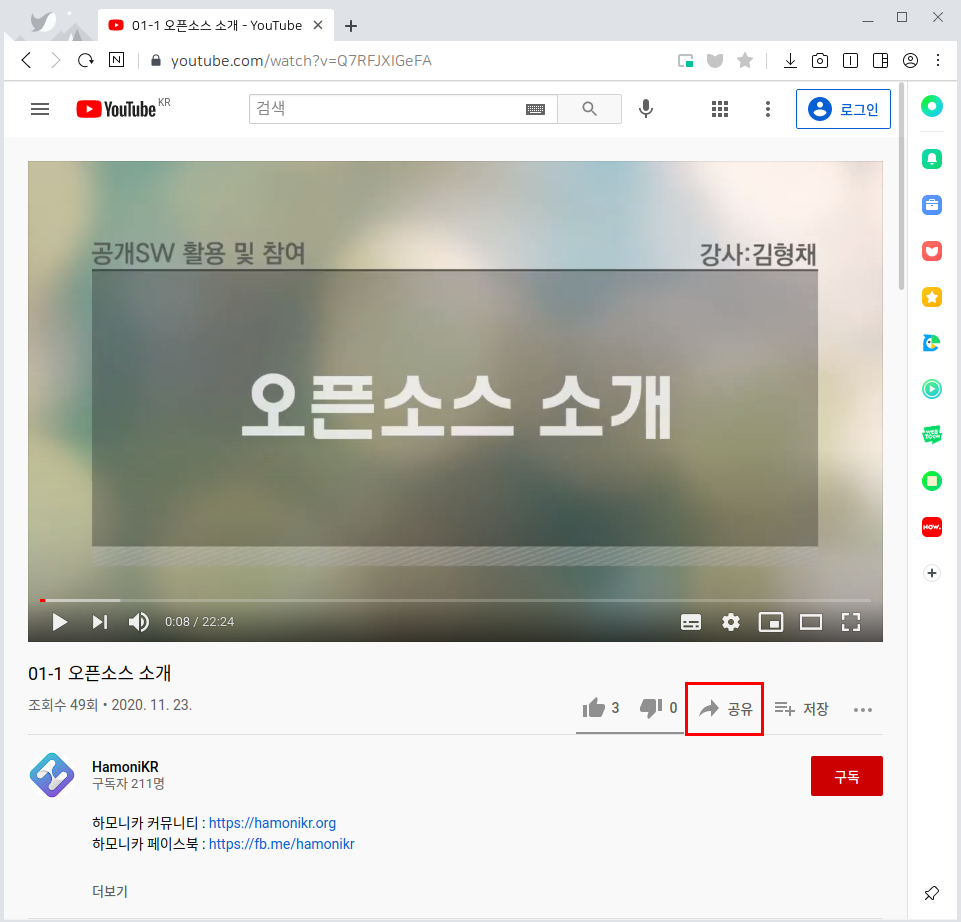 01-1 오픈소스 소개 - YouTube
N
youtube.com/watch?v=Q7RFJXIGeFA
YouTube KR
검색
로그인
공개SW 활용 및 참여
강사:김형채
오픈소스 소개
0:08 / 22:24
01-1 오픈소스 소개
조회수 49회 • 2020. 11. 23.
3
0
공유
저장
HamoniKR
구독자 211명
구독
하모니카 커뮤니티 : https://hamonikr.org
하모니카 페이스북 : https://fb.me/hamonikr
더보기
WEB
TOON
NOW.